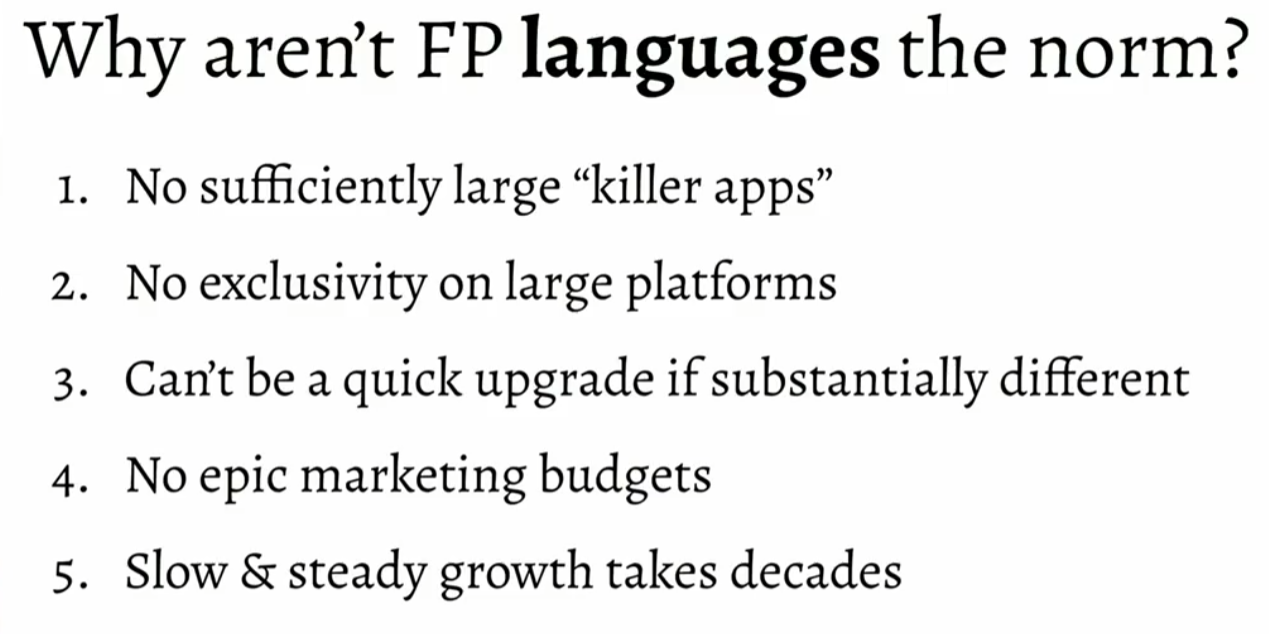 Why aren’t FP languages the norm?
1. No sufficiently large “killer apps”
2. No exclusivity on large platforms
3. Can’t be a quick upgrade if substantially different
4. No epic marketing budgets
5. Slow & steady growth takes decades